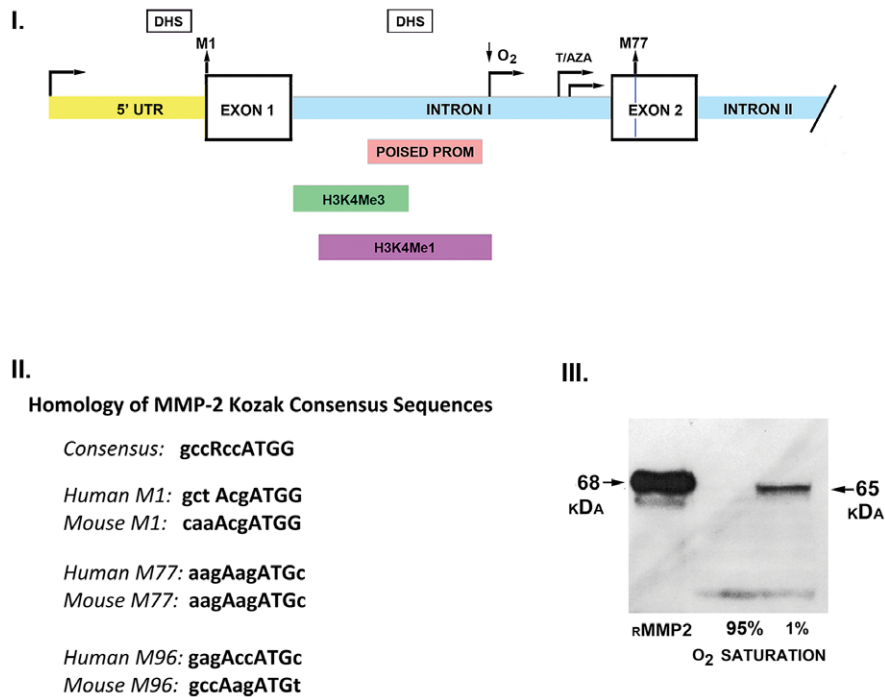 I.
DHS
DHS
M1
↓ O2
T/AZA
M77
5' UTR
EXON 1
INTRON I
EXON 2
INTRON II
POISED PROM
H3K4Me3
H3K4Me1
II.
Homology of MMP-2 Kozak Consensus Sequences
Consensus: gccRccATGG
Human M1: gct AcgATGG
Mouse M1: caaAcgATGG
Human M77: aagAagATGc
Mouse M77: aagAagATGc
Human M96: gagAccATGc
Mouse M96: gccAagATGt
III.
68
KDA
65
KDA
RMMP2
95%
1%
O2 SATURATION